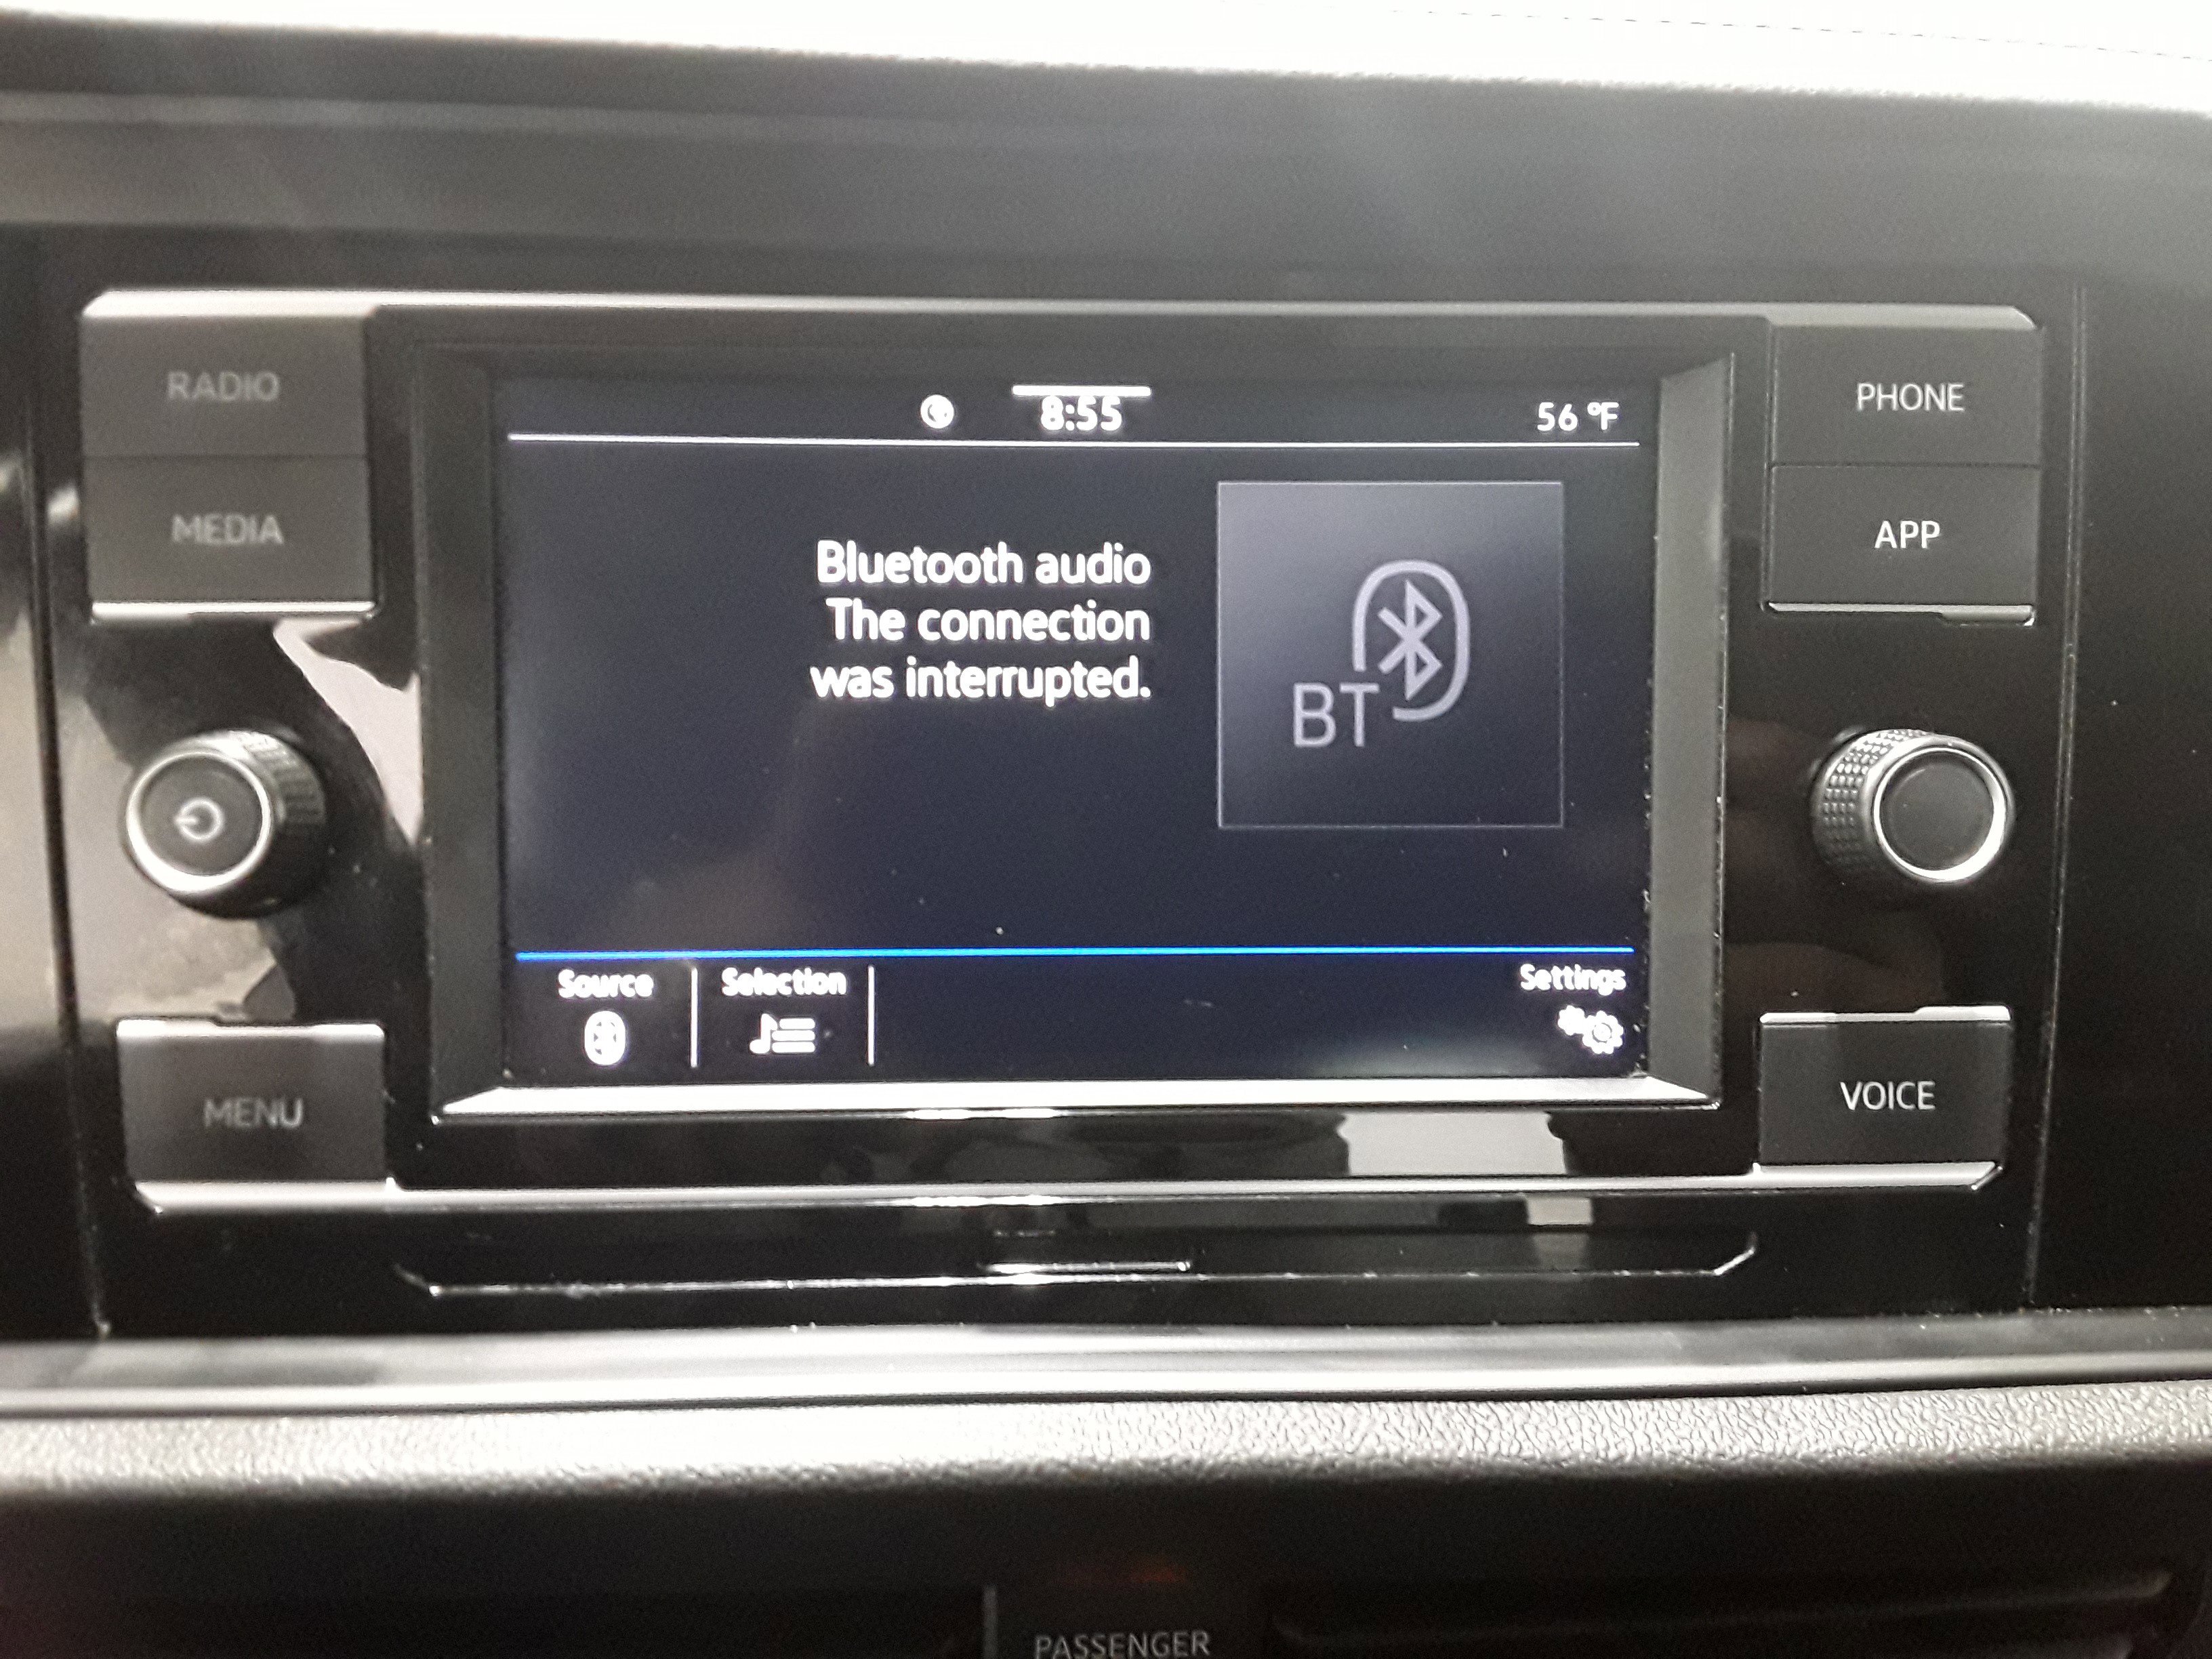 RADIO
MEDIA
MENU
8:55
56 °F
Bluetooth audio
The connection
was interrupted.
BT
Source
Selection
Settings
PHONE
APP
VOICE
PASSENGER